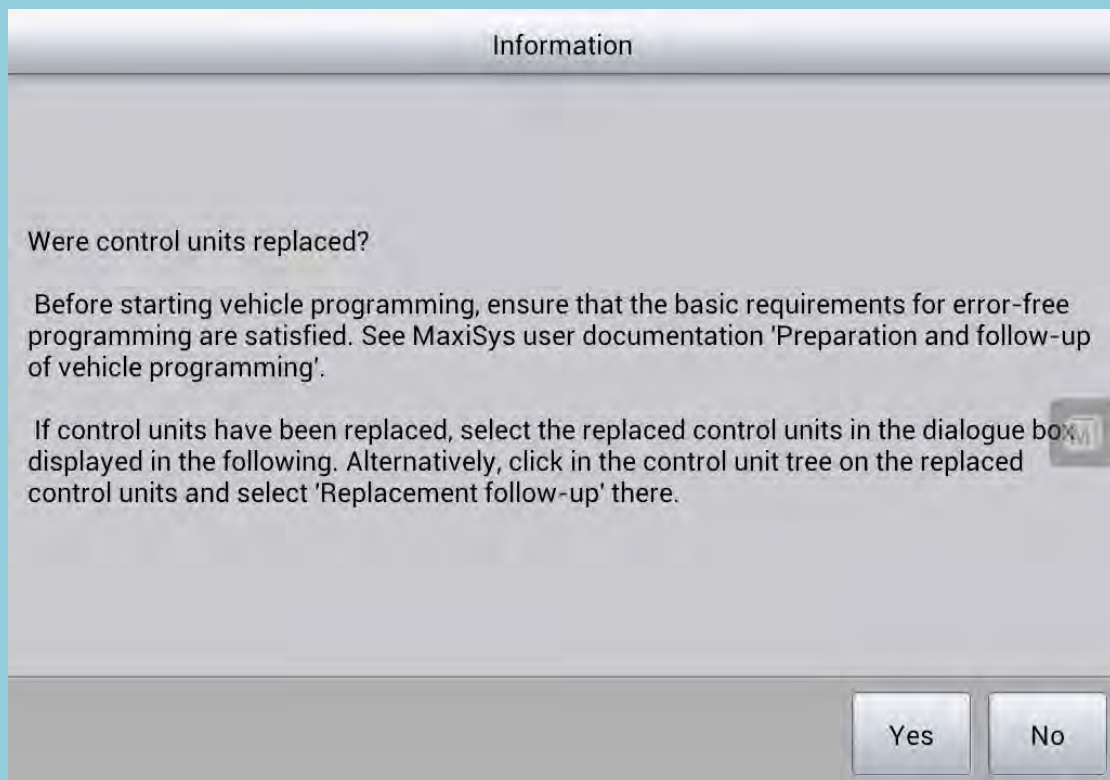 Information
Were control units replaced?
Before starting vehicle programming, ensure that the basic requirements for error-free
programming are satisfied. See MaxiSys user documentation 'Preparation and follow-up
of vehicle programming'.
If control units have been replaced, select the replaced control units in the dialogue box
displayed in the following. Alternatively, click in the control unit tree on the replaced
control units and select 'Replacement follow-up' there.
Yes No